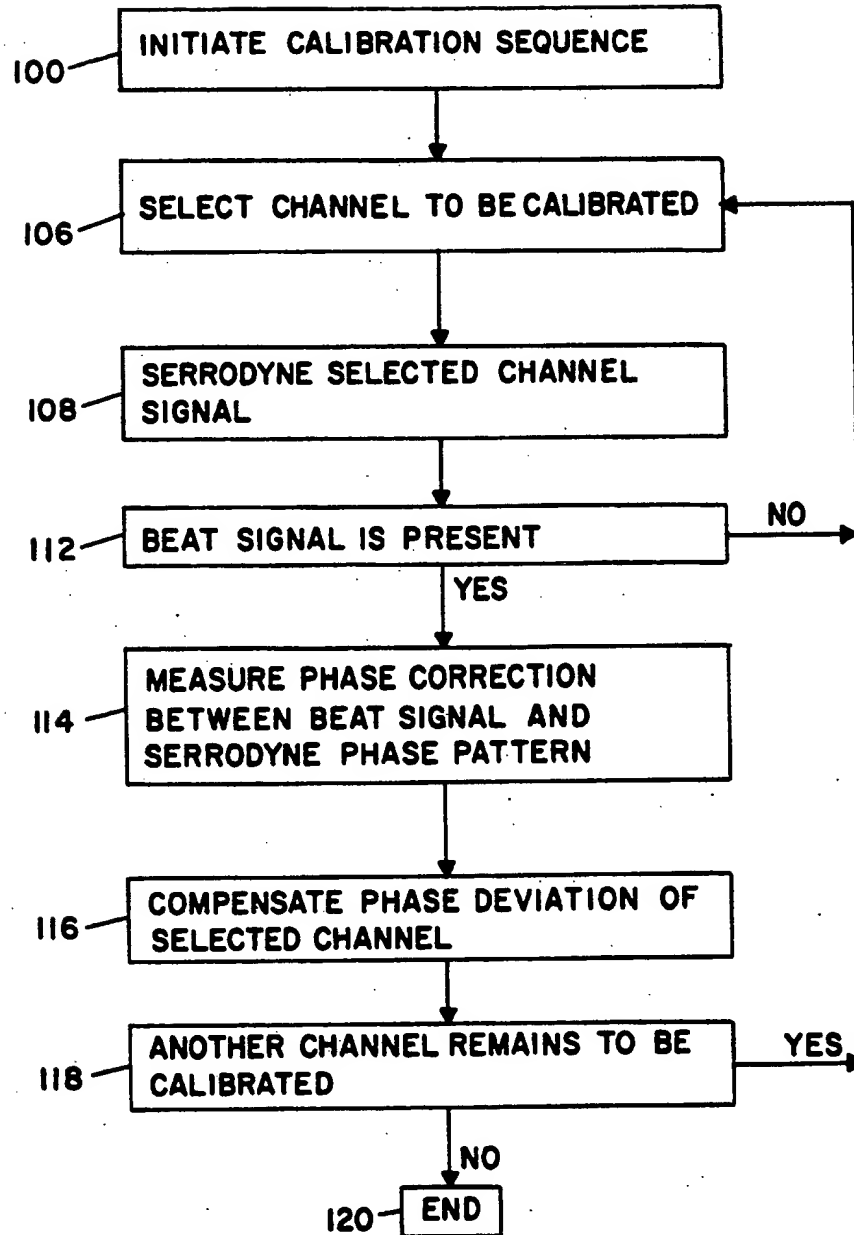 INITIATE CALIBRATION SEQUENCE
100
SELECT CHANNEL TO BE CALIBRATED
106
SERRODYNE SELECTED CHANNEL
SIGNAL
108
BEAT SIGNAL IS PRESENT
NO
112
YES
MEASURE PHASE CORRECTION
BETWEEN BEAT SIGNAL AND
SERRODYNE PHASE PATTERN
114
COMPENSATE PHASE DEVIATION OF
SELECTED CHANNEL
116
ANOTHER CHANNEL REMAINS TO BE
CALIBRATED
YES
118
NO
END
120